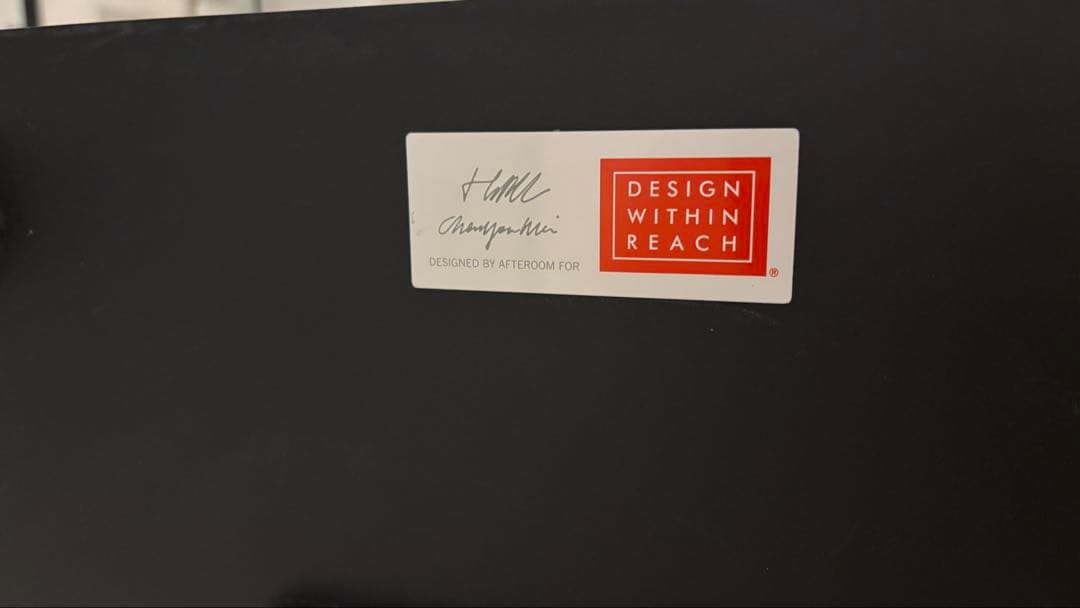 DESIGNED BY AFTEROOM FOR
DESIGN
WITHIN
REACH
®